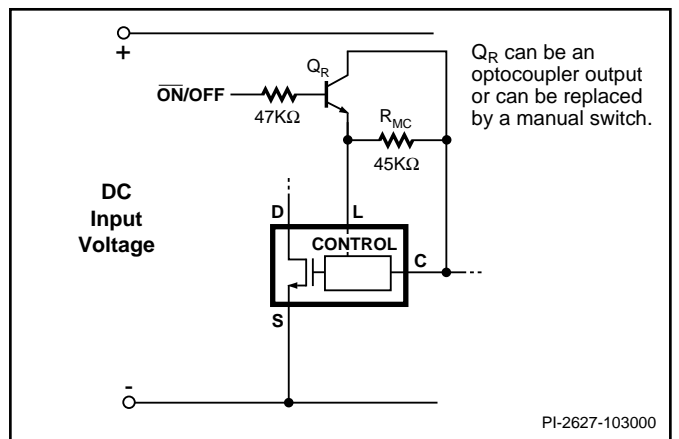 +
Q_R can be an
optocoupler output
or can be replaced
by a manual switch.
Q_R
O̅N̅/OFF
47KΩ
R_MC
45KΩ
DC
Input
Voltage
D
L
CONTROL
C
S
-
PI-2627-103000